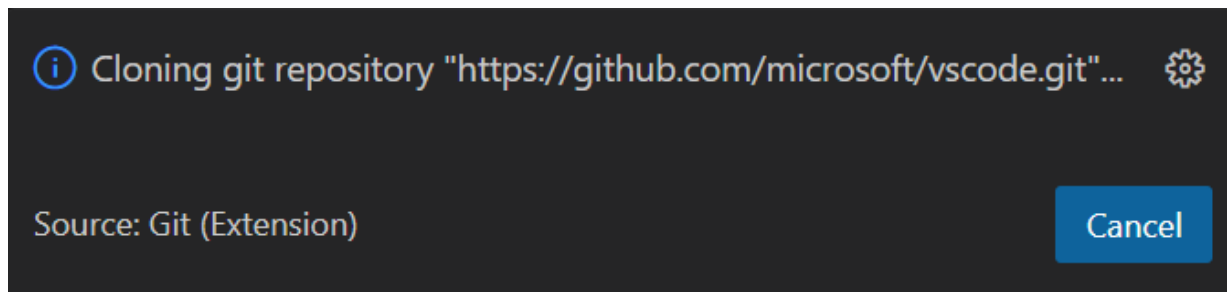 Cloning git repository "https://github.com/microsoft/vscode.git"...
Source: Git (Extension)
Cancel